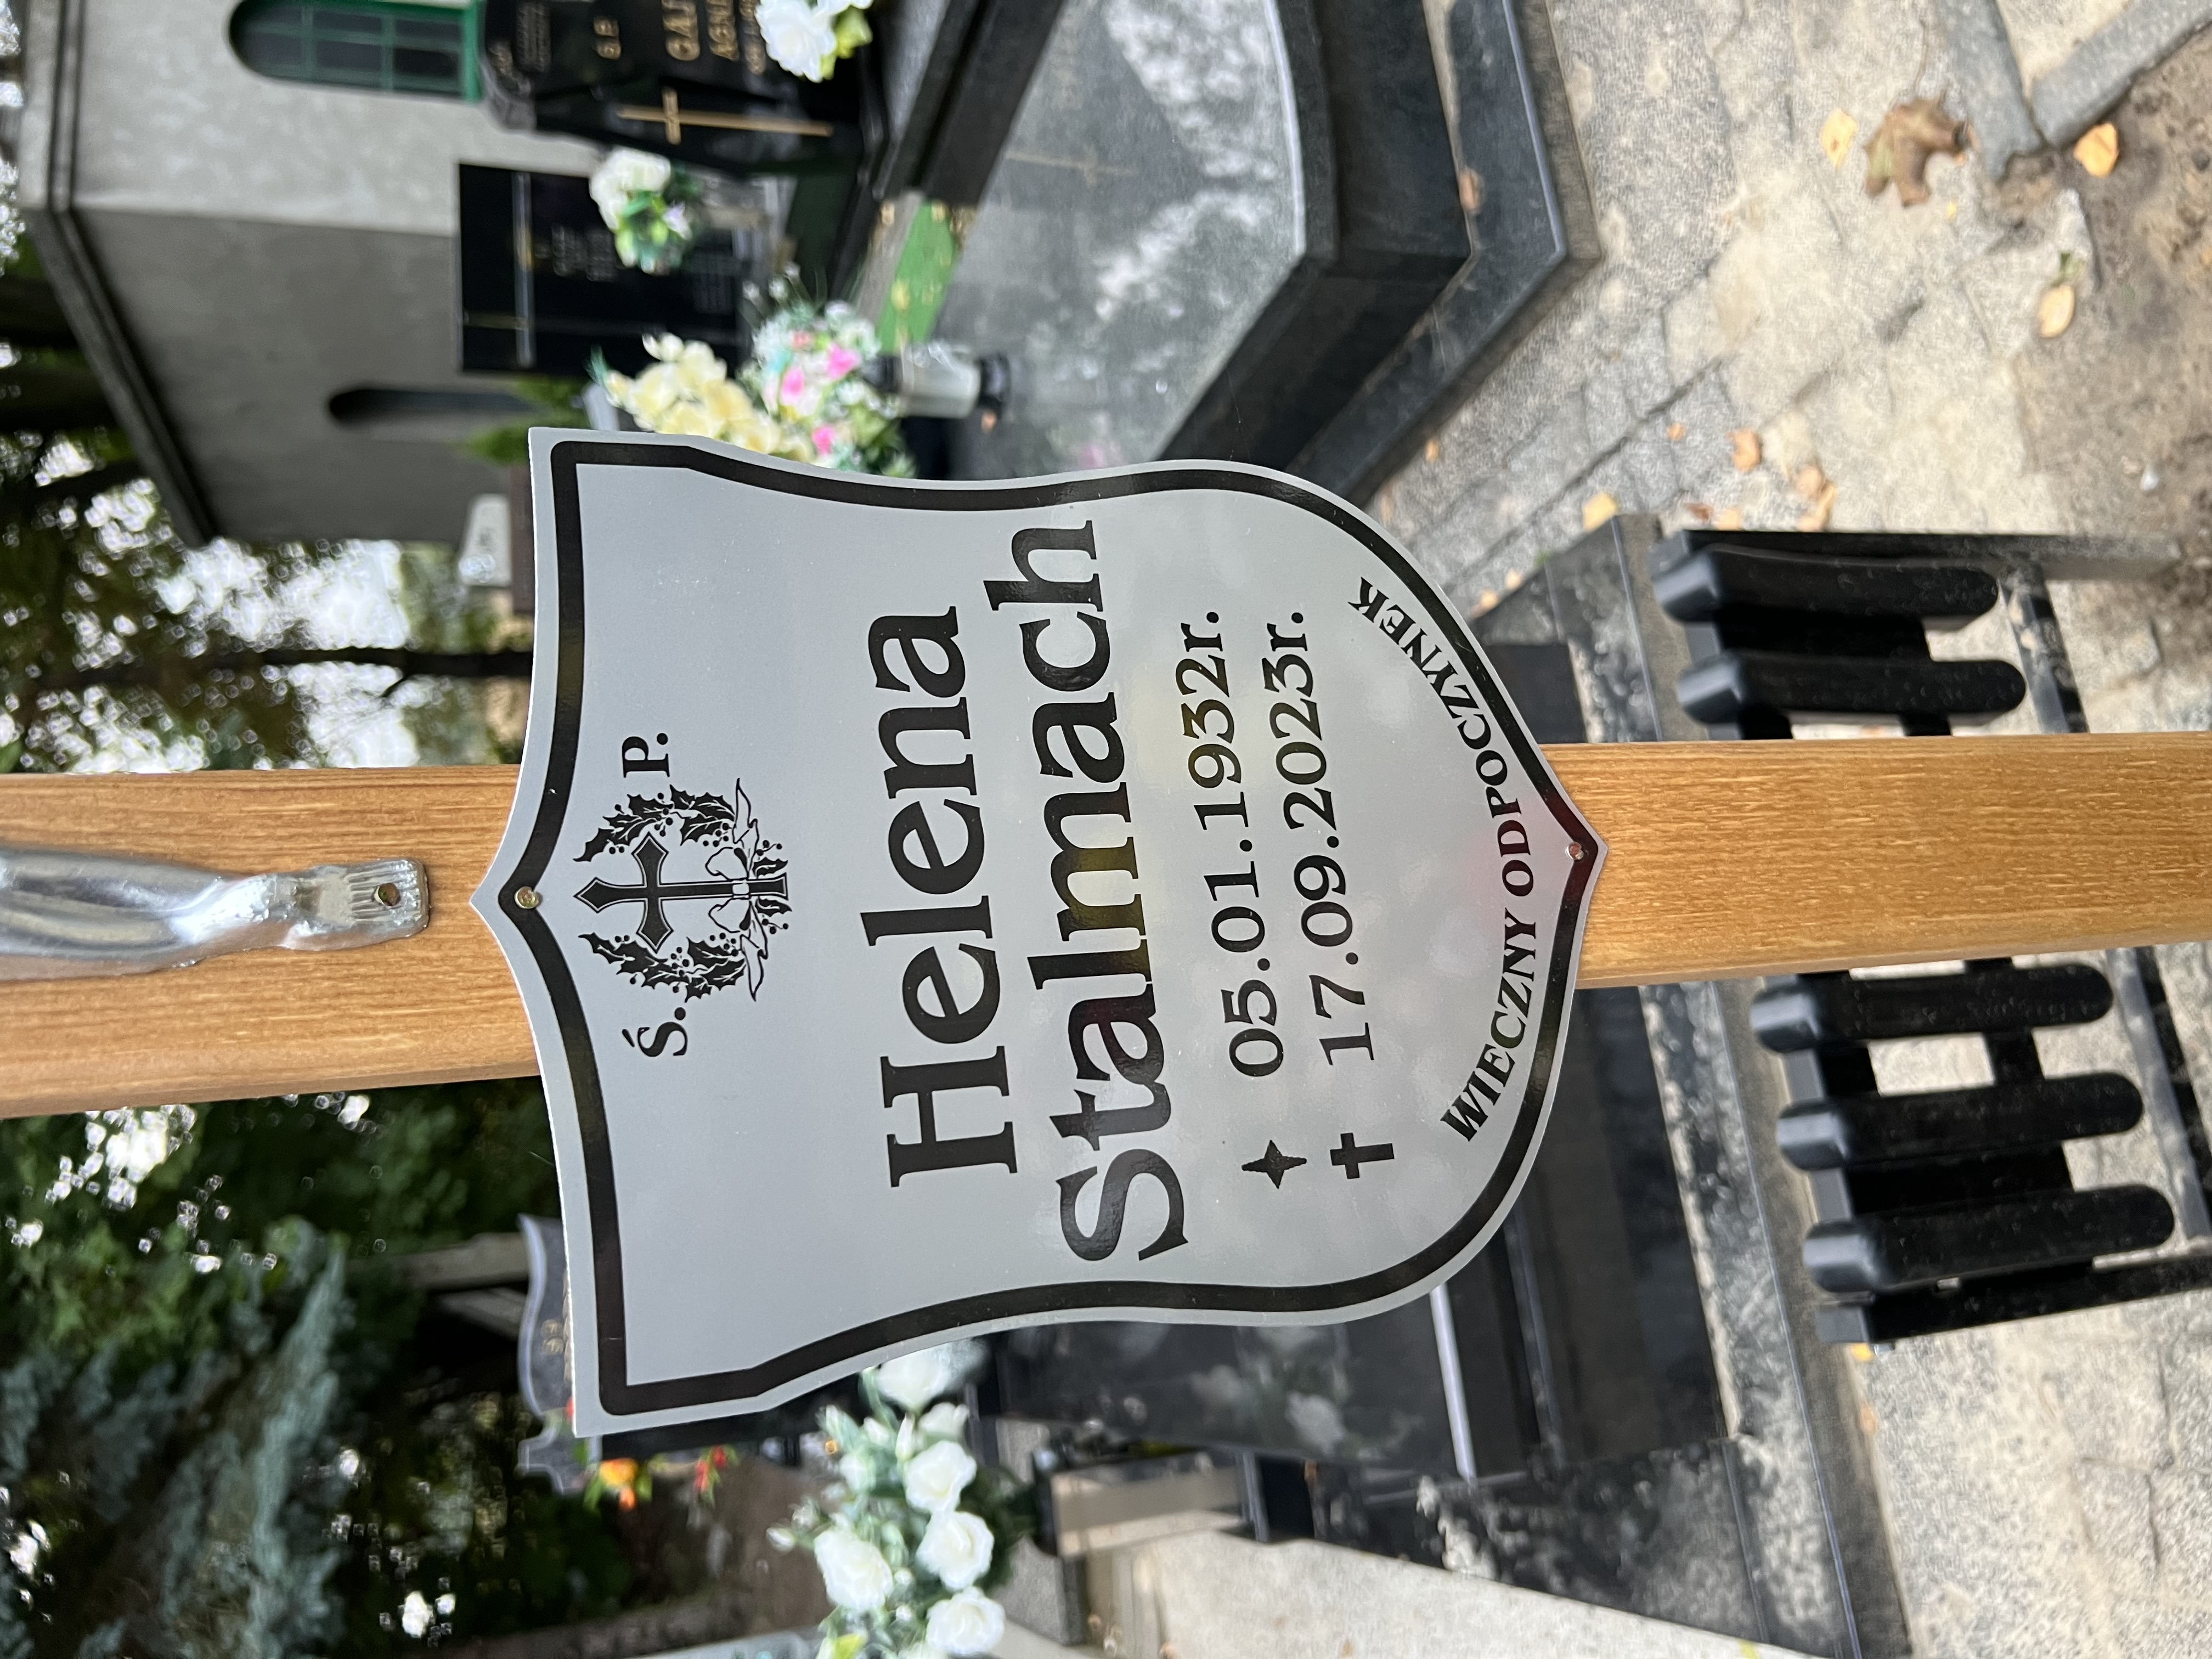 Ś. P.
Helena
Stalmach
05.01.1932r.
17.09.2023r.
WIECZNY ODPOCZYNEK